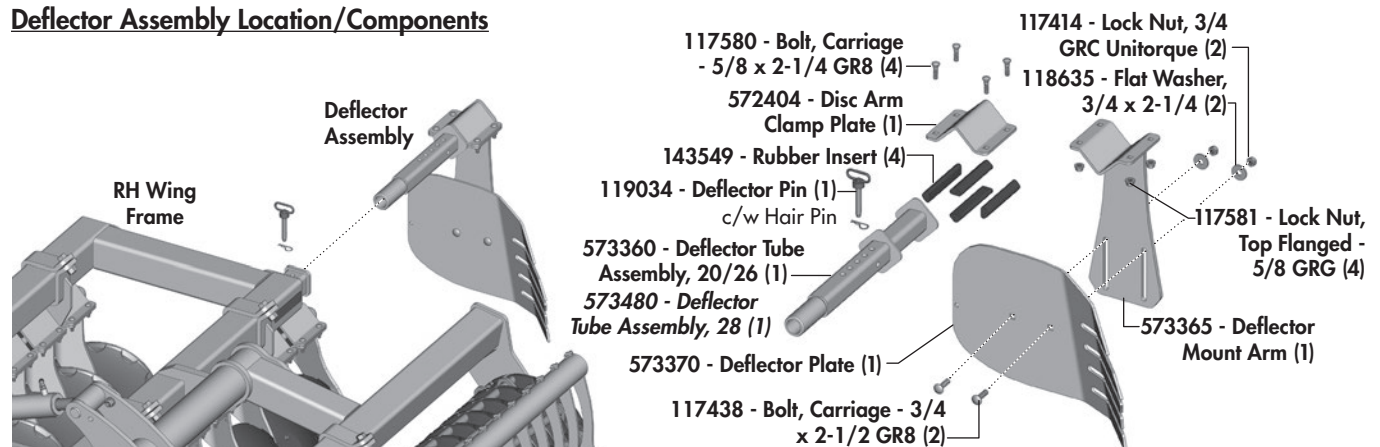 Deflector Assembly Location/Components
Deflector
Assembly
RH Wing
Frame
117580 - Bolt, Carriage
- 5/8 x 2-1/4 GR8 (4)
572404 - Disc Arm
Clamp Plate (1)
143549 - Rubber Insert (4)
119034 - Deflector Pin (1)
c/w Hair Pin
573360 - Deflector Tube
Assembly, 20/26 (1)
573480 - Deflector
Tube Assembly, 28 (1)
573370 - Deflector Plate (1)
117438 - Bolt, Carriage - 3/4
x 2-1/2 GR8 (2)
117414 - Lock Nut, 3/4
GRC Unitorque (2)
118635 - Flat Washer,
3/4 x 2-1/4 (2)
117581 - Lock Nut,
Top Flanged -
5/8 GRG (4)
573365 - Deflector
Mount Arm (1)